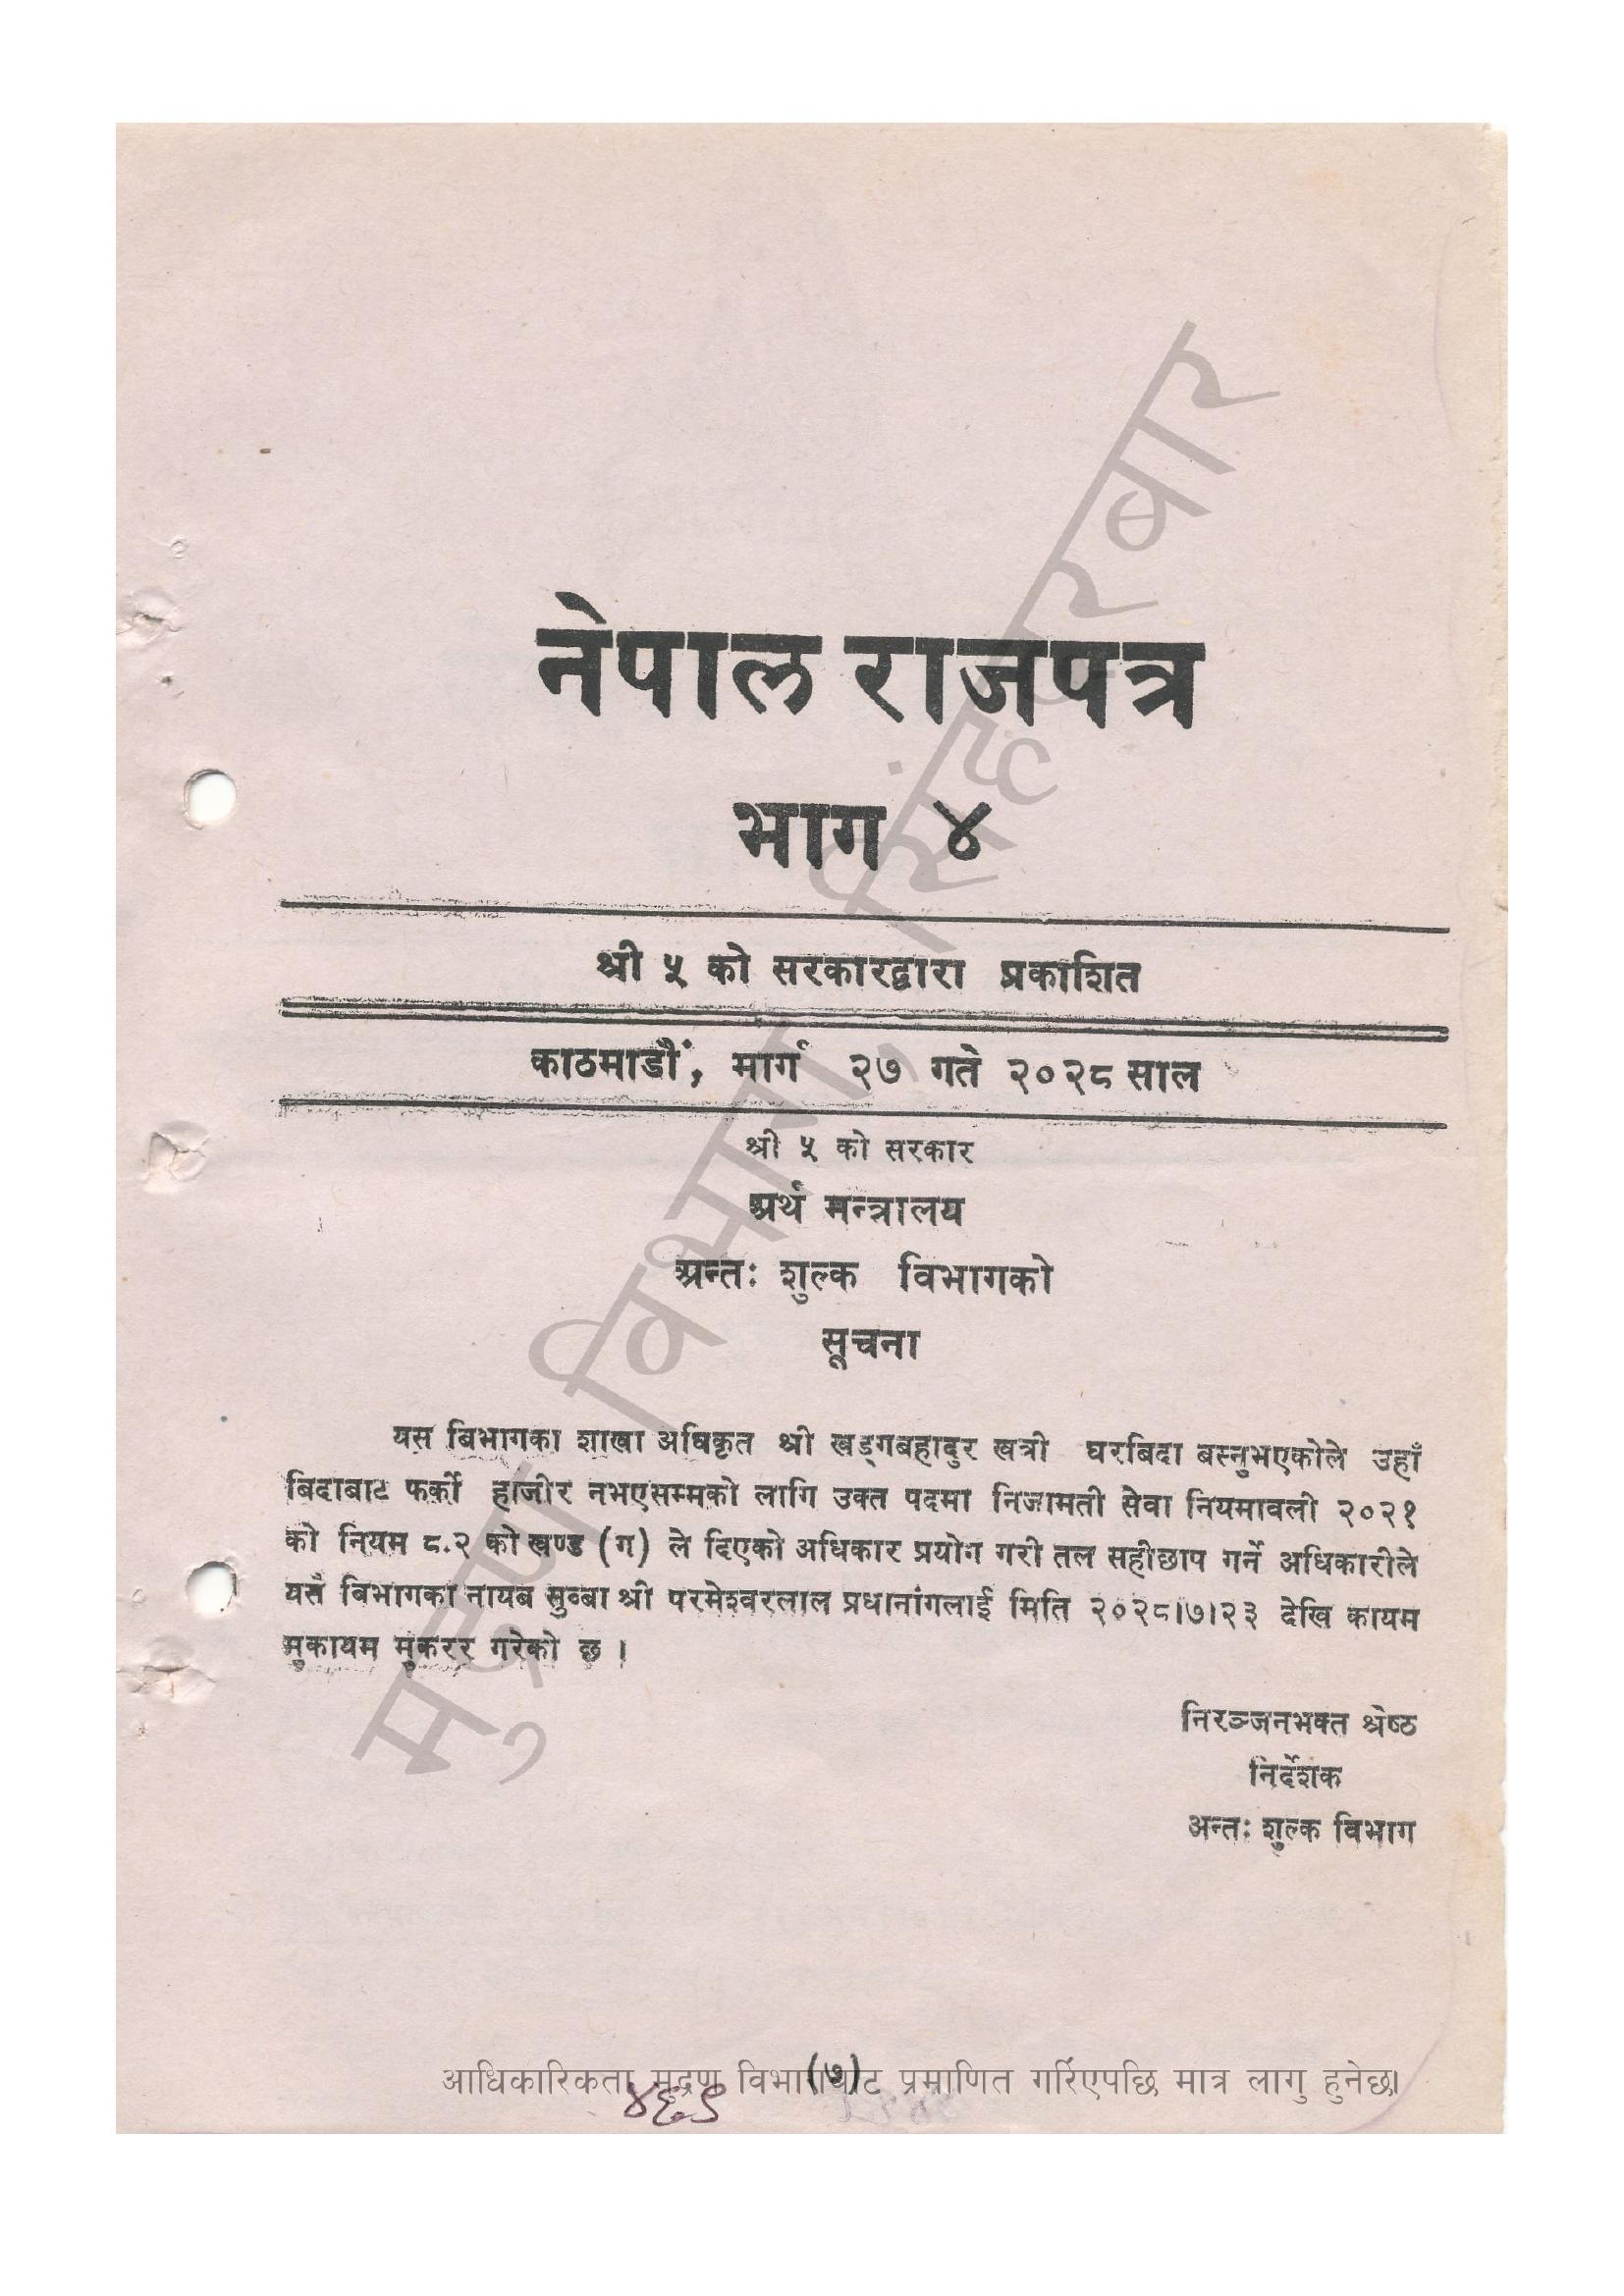 नेपाल राजपत्र
भाग ४
श्री ५ को सरकारद्वारा प्रकाशित
काठमाडौं, मार्ग २७ गते २०२८ साल
श्री ५ को सरकार
अर्थ मन्त्रालय
अन्तः शुल्क विभागको
सूचना
यस बिभागका शाखा अधिकृत श्री खड्गबहादुर खत्री घरबिदा बस्नुभएकोले उहाँ
बिदाबाट फर्की हाजीर नभएसम्मको लागि उक्त पदमा निजामती सेवा नियमावली २०२१
को नियम ८.२ को खण्ड (ग) ले दिएको अधिकार प्रयोग गरी तल सहीछाप गर्ने अधिकारीले
यसै बिभागका नायब सुब्बा श्री परमेश्वरलाल प्रधानांगलाई मिति २०२८।७।२३ देखि कायम
मुकायम मुकरर गरेको छ ।
निरञ्जनभक्त श्रेष्ठ
निर्देशक
अन्तः शुल्क विभाग
(७)
आधिकारिकता मुद्रण विभागबाट प्रमाणित गरिएपछि मात्र लागु हुनेछ।
४६९
मुद्रण विभाग, सिंहदरबार